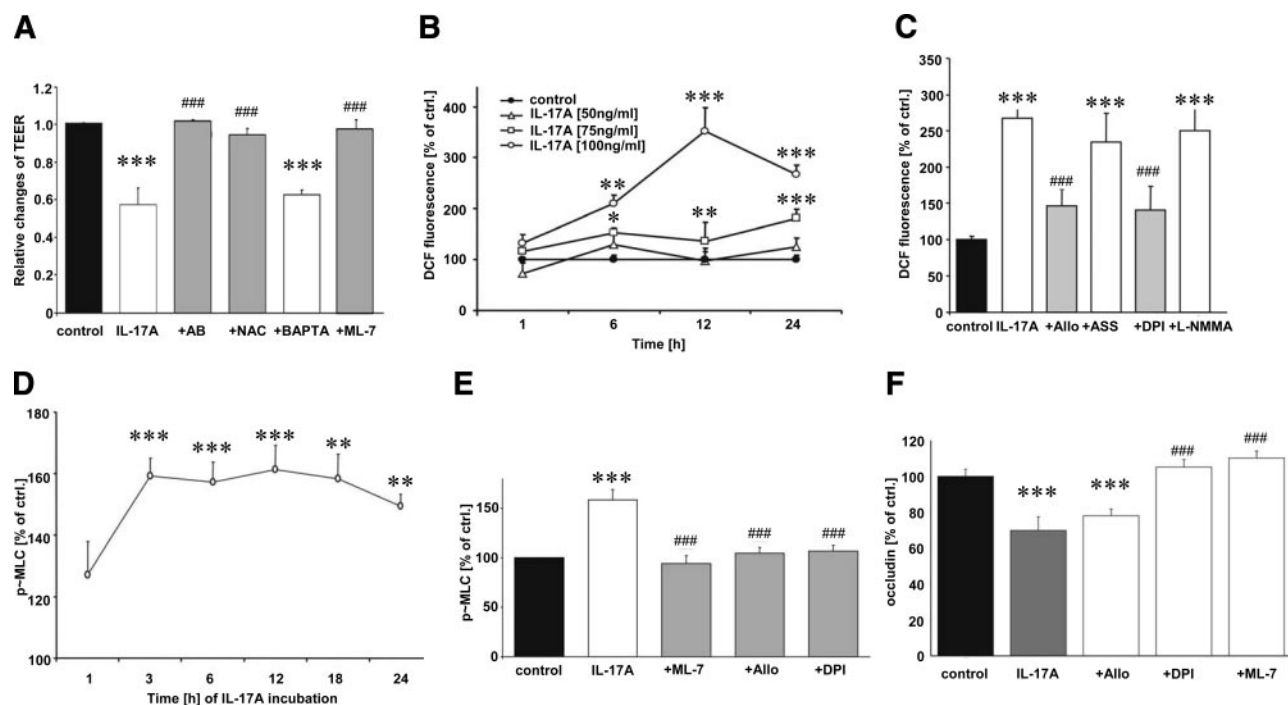 A
Relative changes of TEER
1.2
1.0
0.8
0.6
0.4
0.2
0
***
###
###
***
###
control IL-17A +AB +NAC +BAPTA +ML-7
B
DCF fluorescence [% of ctrl.]
400
300
200
100
0
control
IL-17A [50ng/ml]
IL-17A [75ng/ml]
IL-17A [100ng/ml]
**
*
***
**
***
***
1 6 12 24
Time [h]
C
DCF fluorescence [% of ctrl.]
350
300
250
200
150
100
50
0
***
###
***
###
***
control IL-17A +Allo +ASS +DPI +L-NMMA
D
p~MLC [% of ctrl.]
180
160
140
120
100
***
***
***
**
**
1 3 6 12 18 24
Time [h] of IL-17A incubation
E
p~MLC [% of ctrl.]
150
100
50
0
***
###
###
###
control IL-17A +ML-7 +Allo +DPI
F
occludin [% of ctrl.]
120
100
80
60
40
20
0
***
***
###
###
control IL-17A +Allo +DPI +ML-7